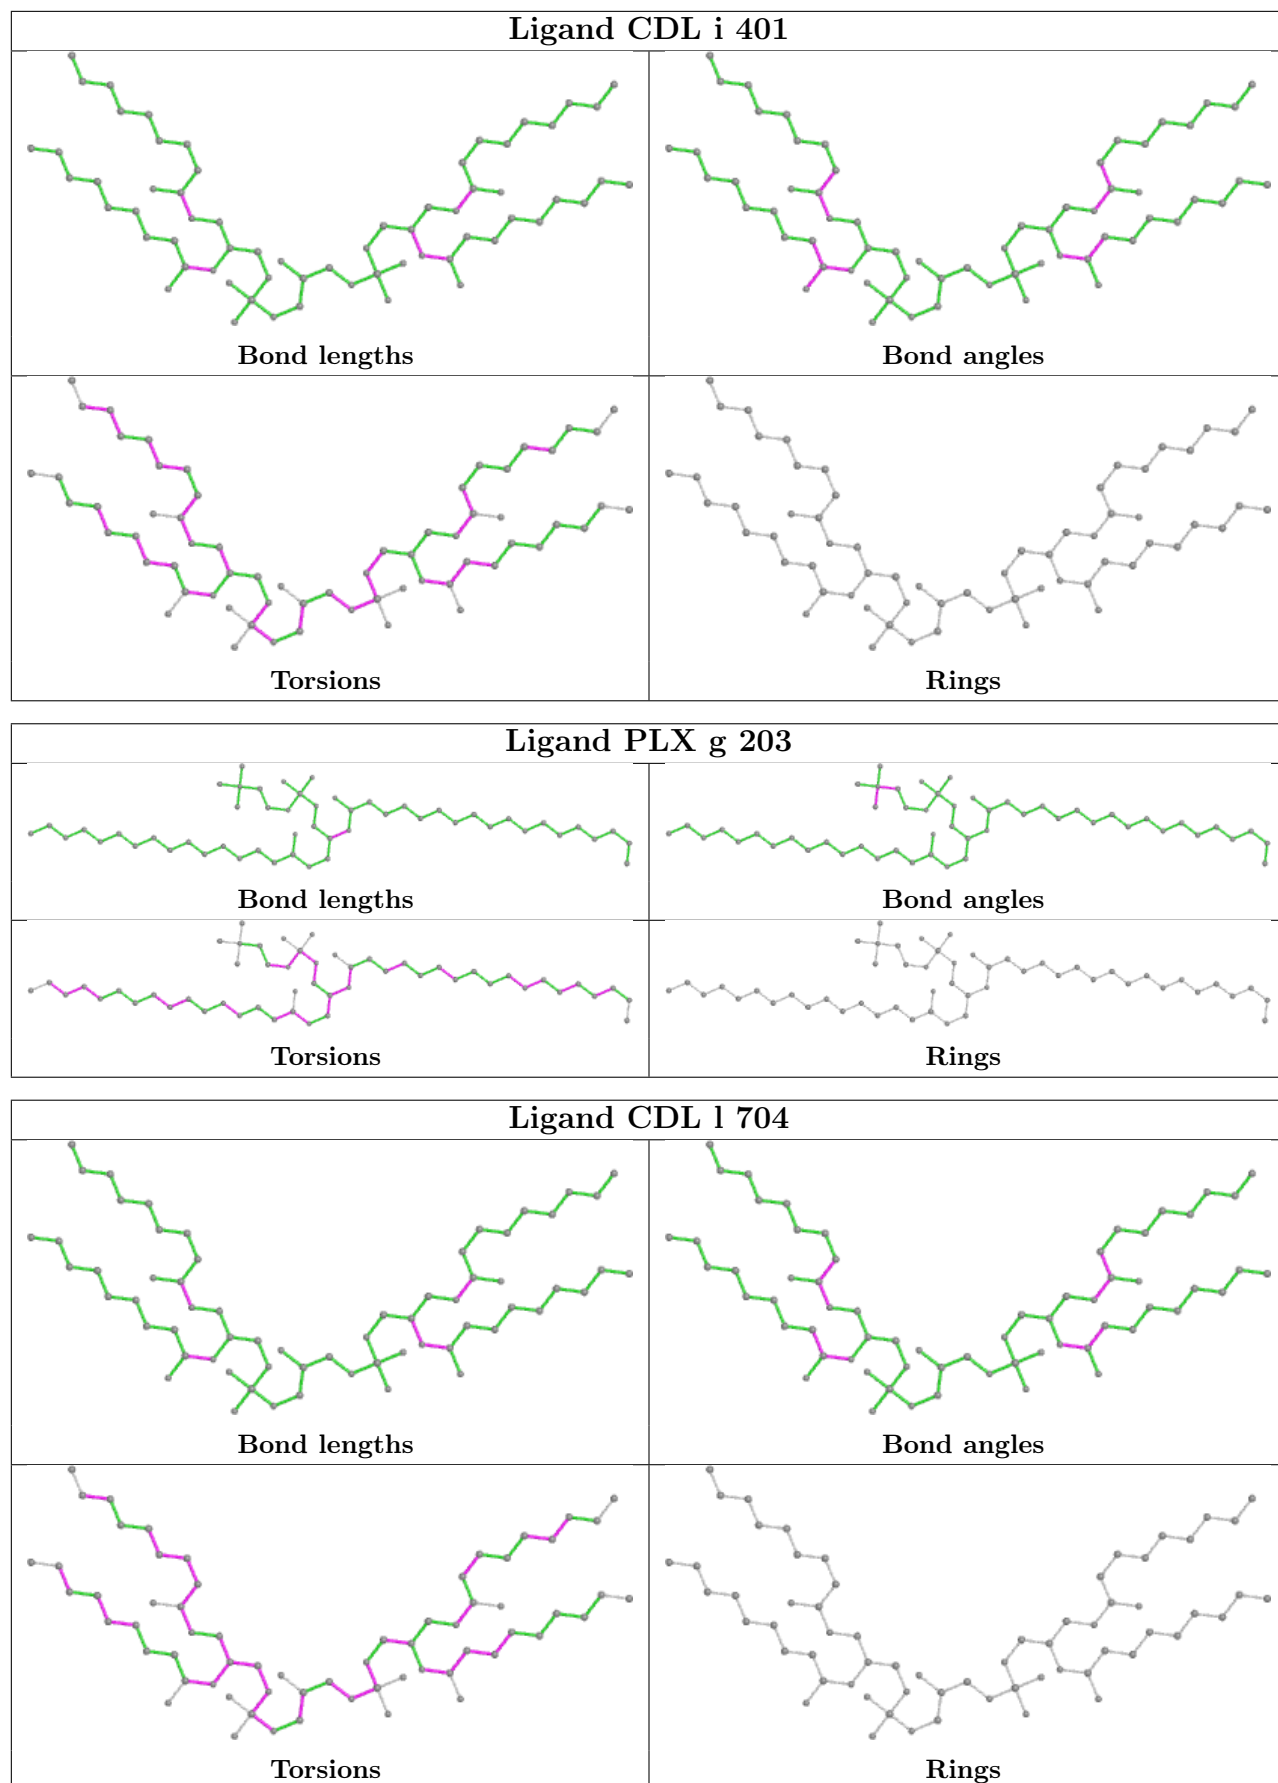 Ligand CDL i 401
Bond lengths
Bond angles
Torsions
Rings
Ligand PLX g 203
Bond lengths
Bond angles
Torsions
Rings
Ligand CDL l 704
Bond lengths
Bond angles
Torsions
Rings